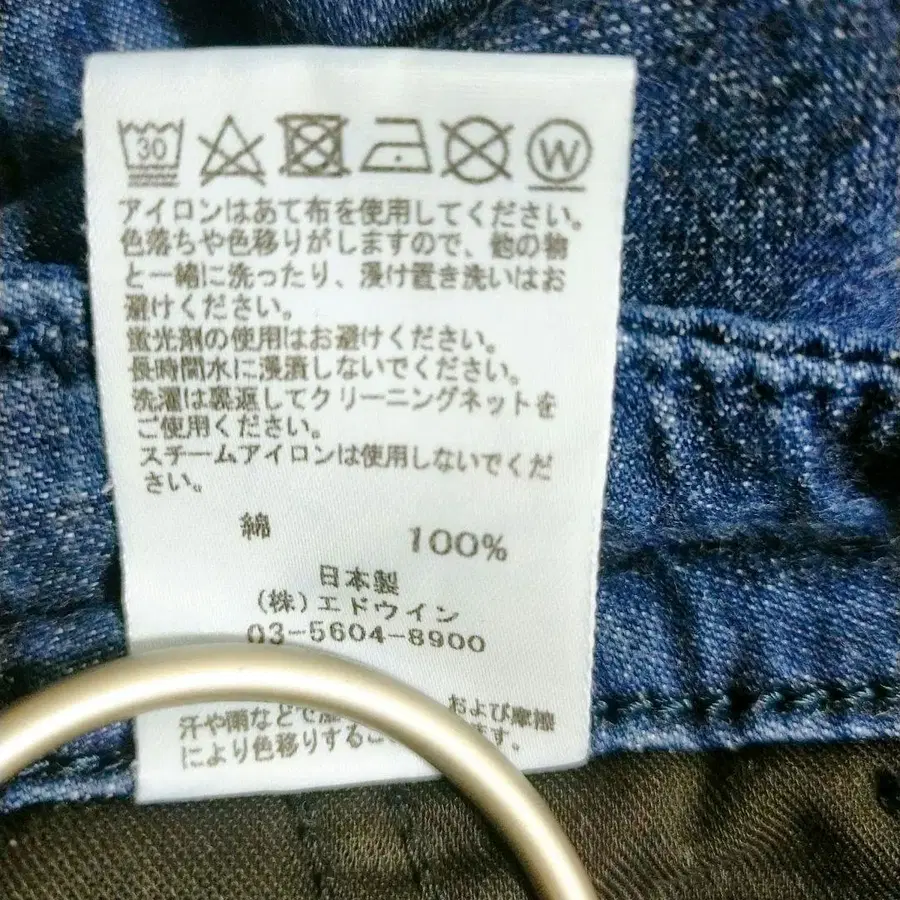 30
W
アイロンはあて布を使用してください。
色落ちや色移りがしますので、他の物
と一緒に洗ったり、浸け置き洗いはお
避けください。
蛍光剤の使用はお避けください。
長時間水に浸漬しないでください。
洗濯は裏返してクリーニングネットを
ご使用ください。
スチームアイロンは使用しないでくだ
さい。
綿 100%
日本製
(株)エドウイン
03-5604-8900
汗や雨などで および摩擦
により色移りするこ ます。